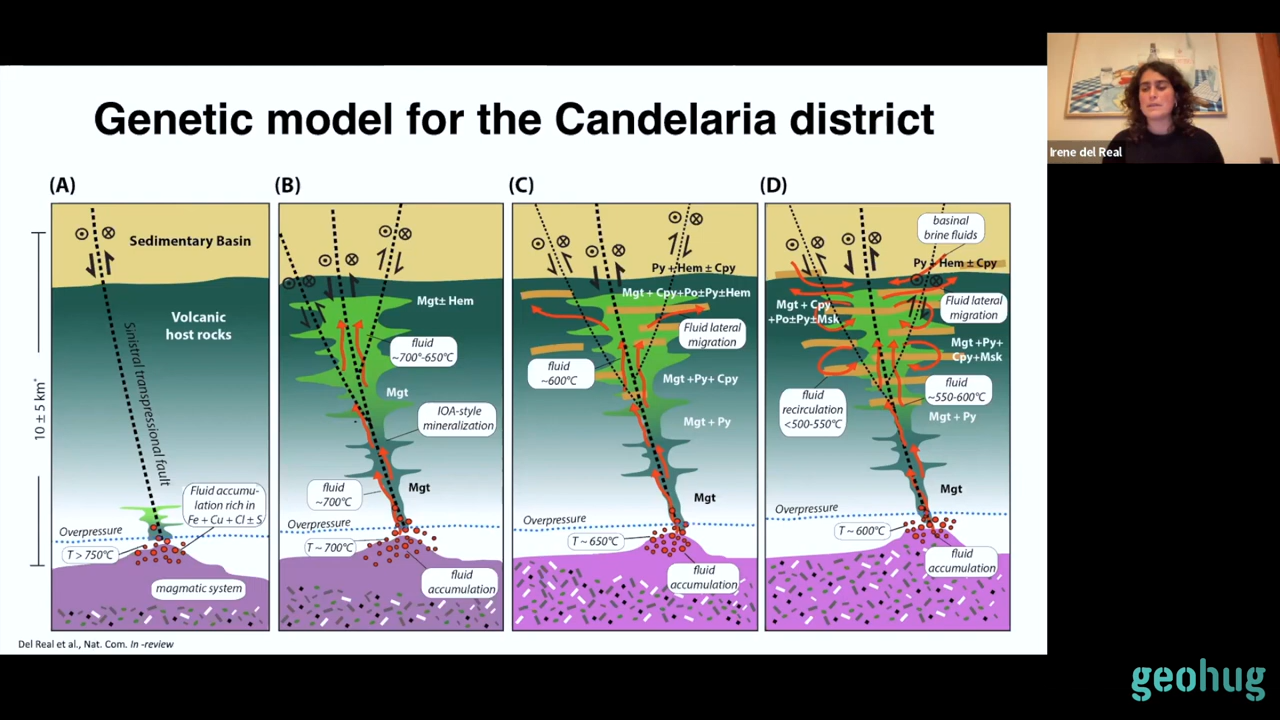 Genetic model for the Candelaria district
Irene del Real
(A)
Sedimentary Basin
Volcanic
host rocks
Sinistral transpressional fault
10 ± 5 km*
Fluid accumu-
lation rich in
Fe + Cu + Cl ± S
Overpressure
T > 750°C
magmatic system
(B)
Mgt± Hem
fluid
~700°-650°C
Mgt
IOA-style
mineralization
fluid
~700°C
Mgt
Overpressure
T ~ 700°C
fluid
accumulation
(C)
Py + Hem ± Cpy
Mgt + Cpy+Po±Py±Hem
Fluid lateral
migration
fluid
~600°C
Mgt +Py+ Cpy
Mgt + Py
Mgt
Overpressure
T ~ 650°C
fluid
accumulation
(D)
basinal
brine fluids
Py + Hem ± Cpy
Mgt + Cpy
+Po±Py±Msk
Fluid lateral
migration
Mgt +Py+
Cpy+Msk
fluid
recirculation
<500-550°C
fluid
~550-600°C
Mgt + Py
Mgt
Overpressure
T ~ 600°C
fluid
accumulation
Del Real et al., Nat. Com. In -review
geohug